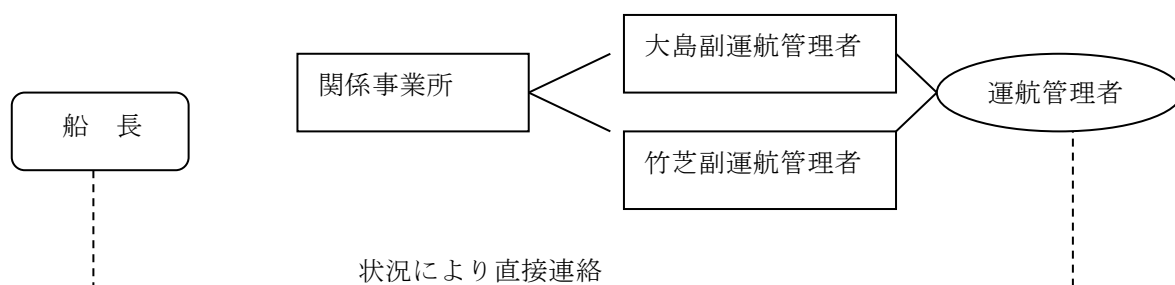 大島副運航管理者
関係事業所
運航管理者
船　長
竹芝副運航管理者
状況により直接連絡